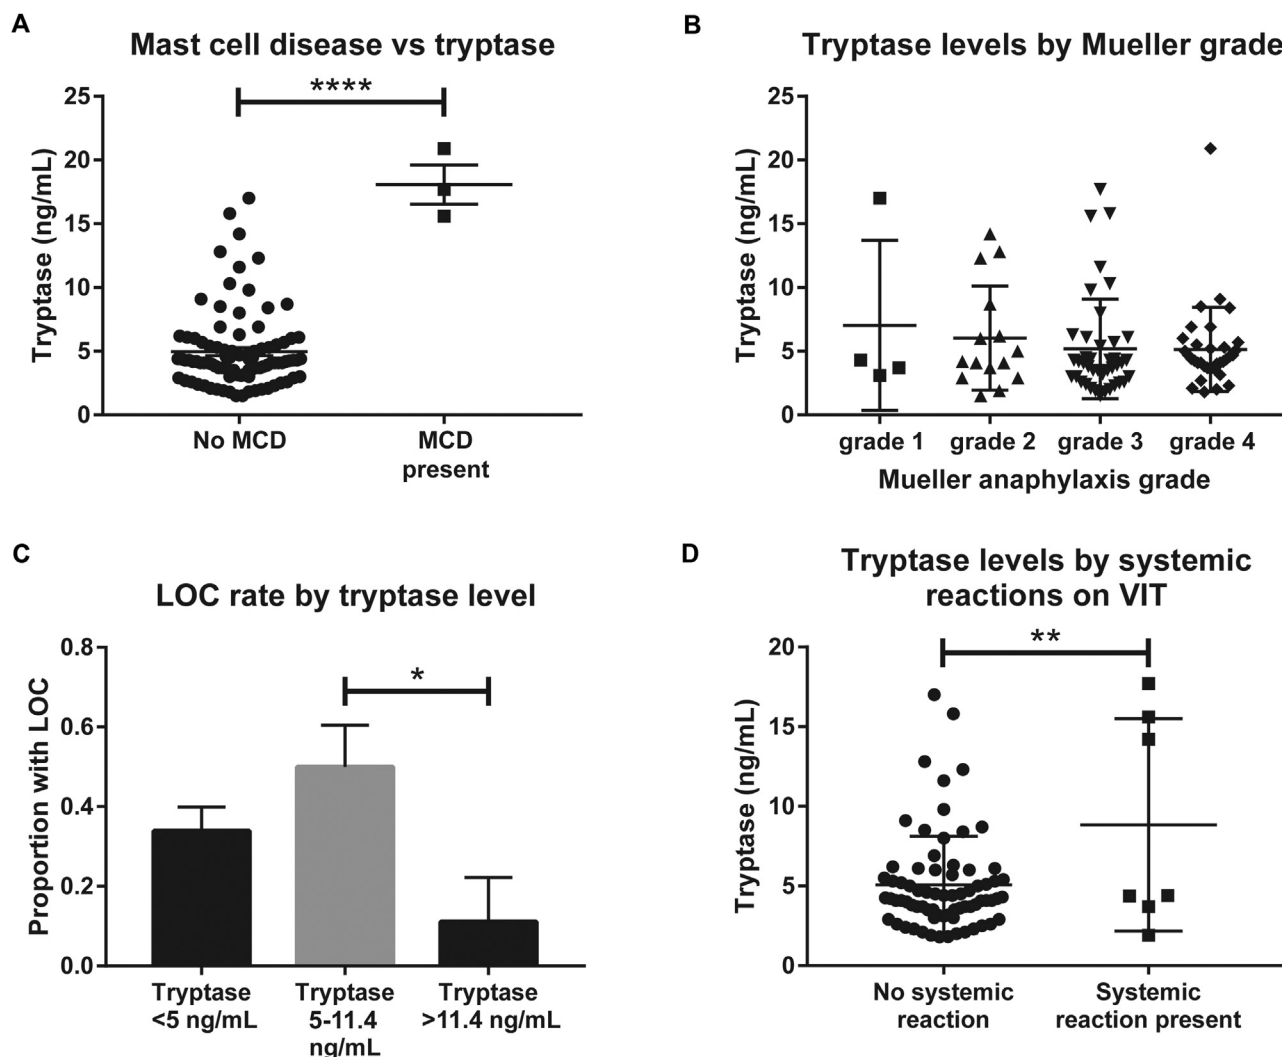 A
Mast cell disease vs tryptase
****
Tryptase (ng/mL)
25
20
15
10
5
0
No MCD
MCD
present
B
Tryptase levels by Mueller grade
Tryptase (ng/mL)
25
20
15
10
5
0
grade 1
grade 2
grade 3
grade 4
Mueller anaphylaxis grade
C
LOC rate by tryptase level
*
Proportion with LOC
0.8
0.6
0.4
0.2
0.0
Tryptase
<5 ng/mL
Tryptase
5-11.4
ng/mL
Tryptase
>11.4 ng/mL
D
Tryptase levels by systemic
reactions on VIT
**
Tryptase (ng/mL)
20
15
10
5
0
No systemic
reaction
Systemic
reaction present